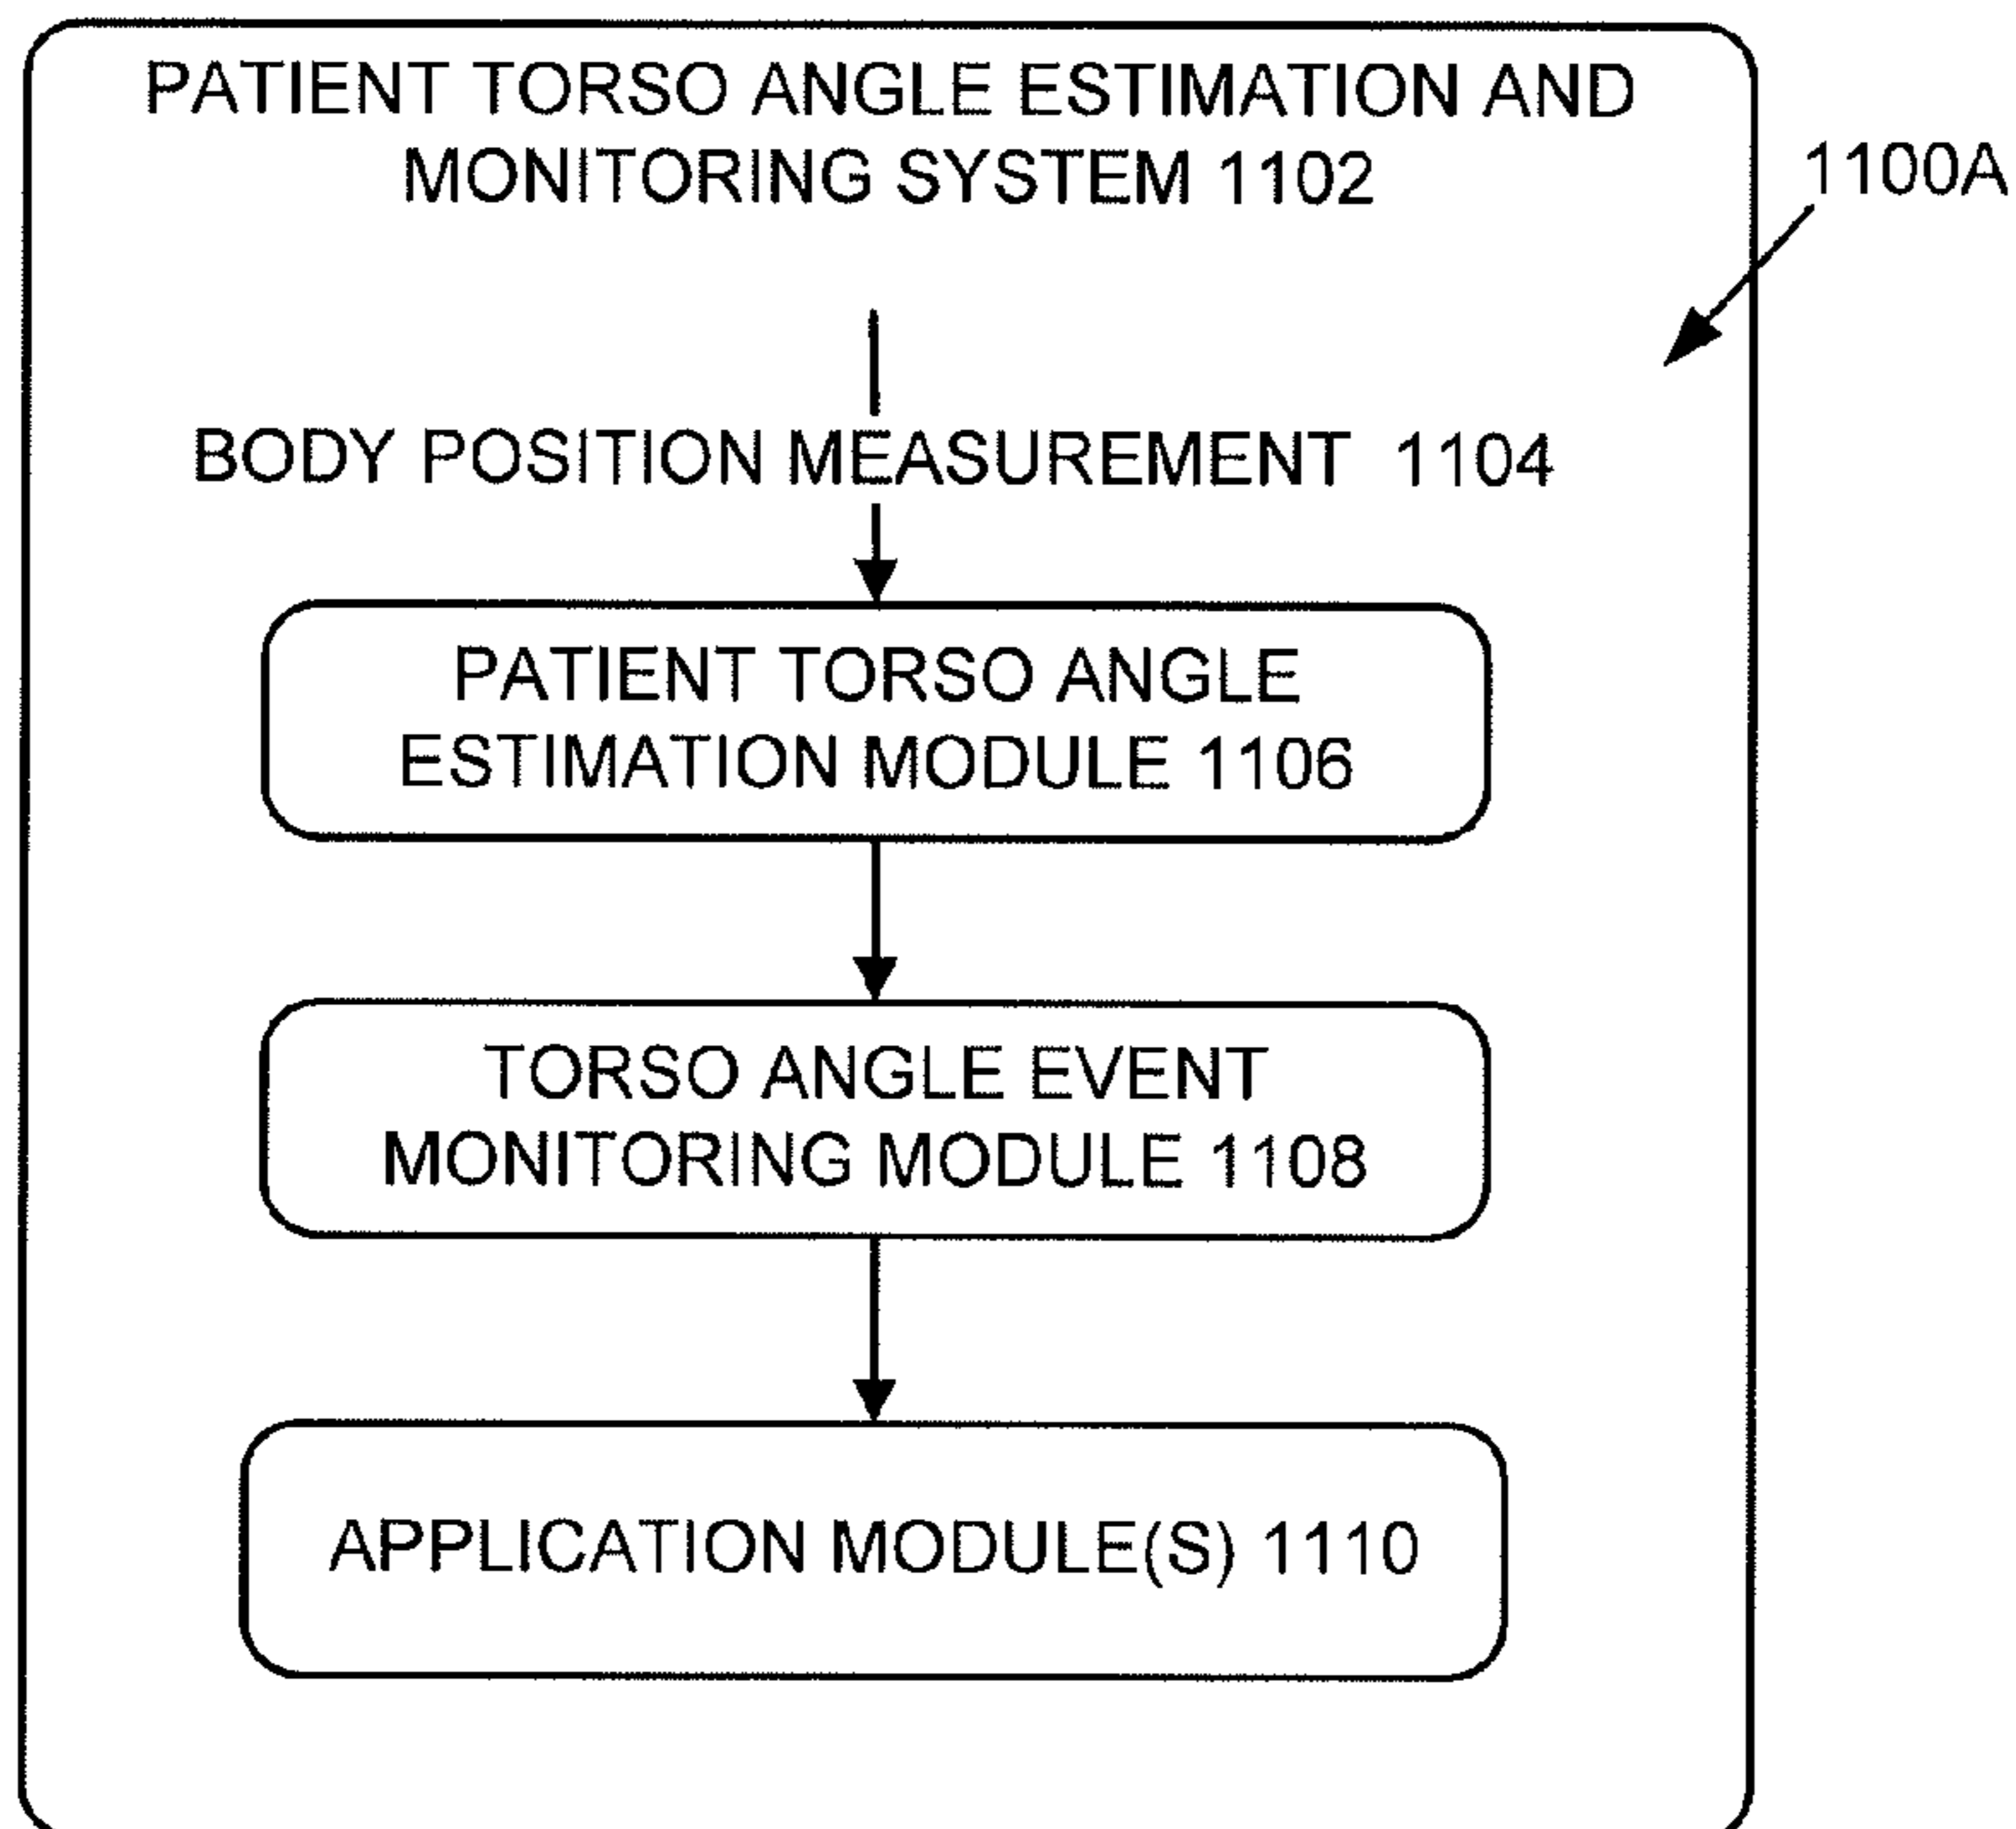 PATIENT TORSO ANGLE ESTIMATION AND
MONITORING SYSTEM 1102
1100A
BODY POSITION MEASUREMENT 1104
PATIENT TORSO ANGLE
ESTIMATION MODULE 1106
TORSO ANGLE EVENT
MONITORING MODULE 1108
APPLICATION MODULE(S) 1110